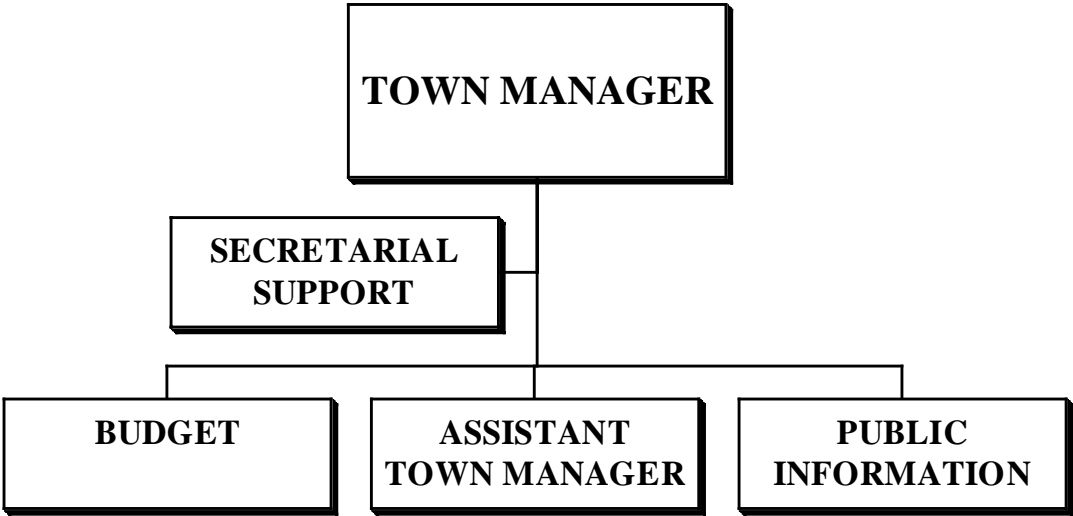 TOWN MANAGER
SECRETARIAL
SUPPORT
BUDGET
ASSISTANT
TOWN MANAGER
PUBLIC
INFORMATION